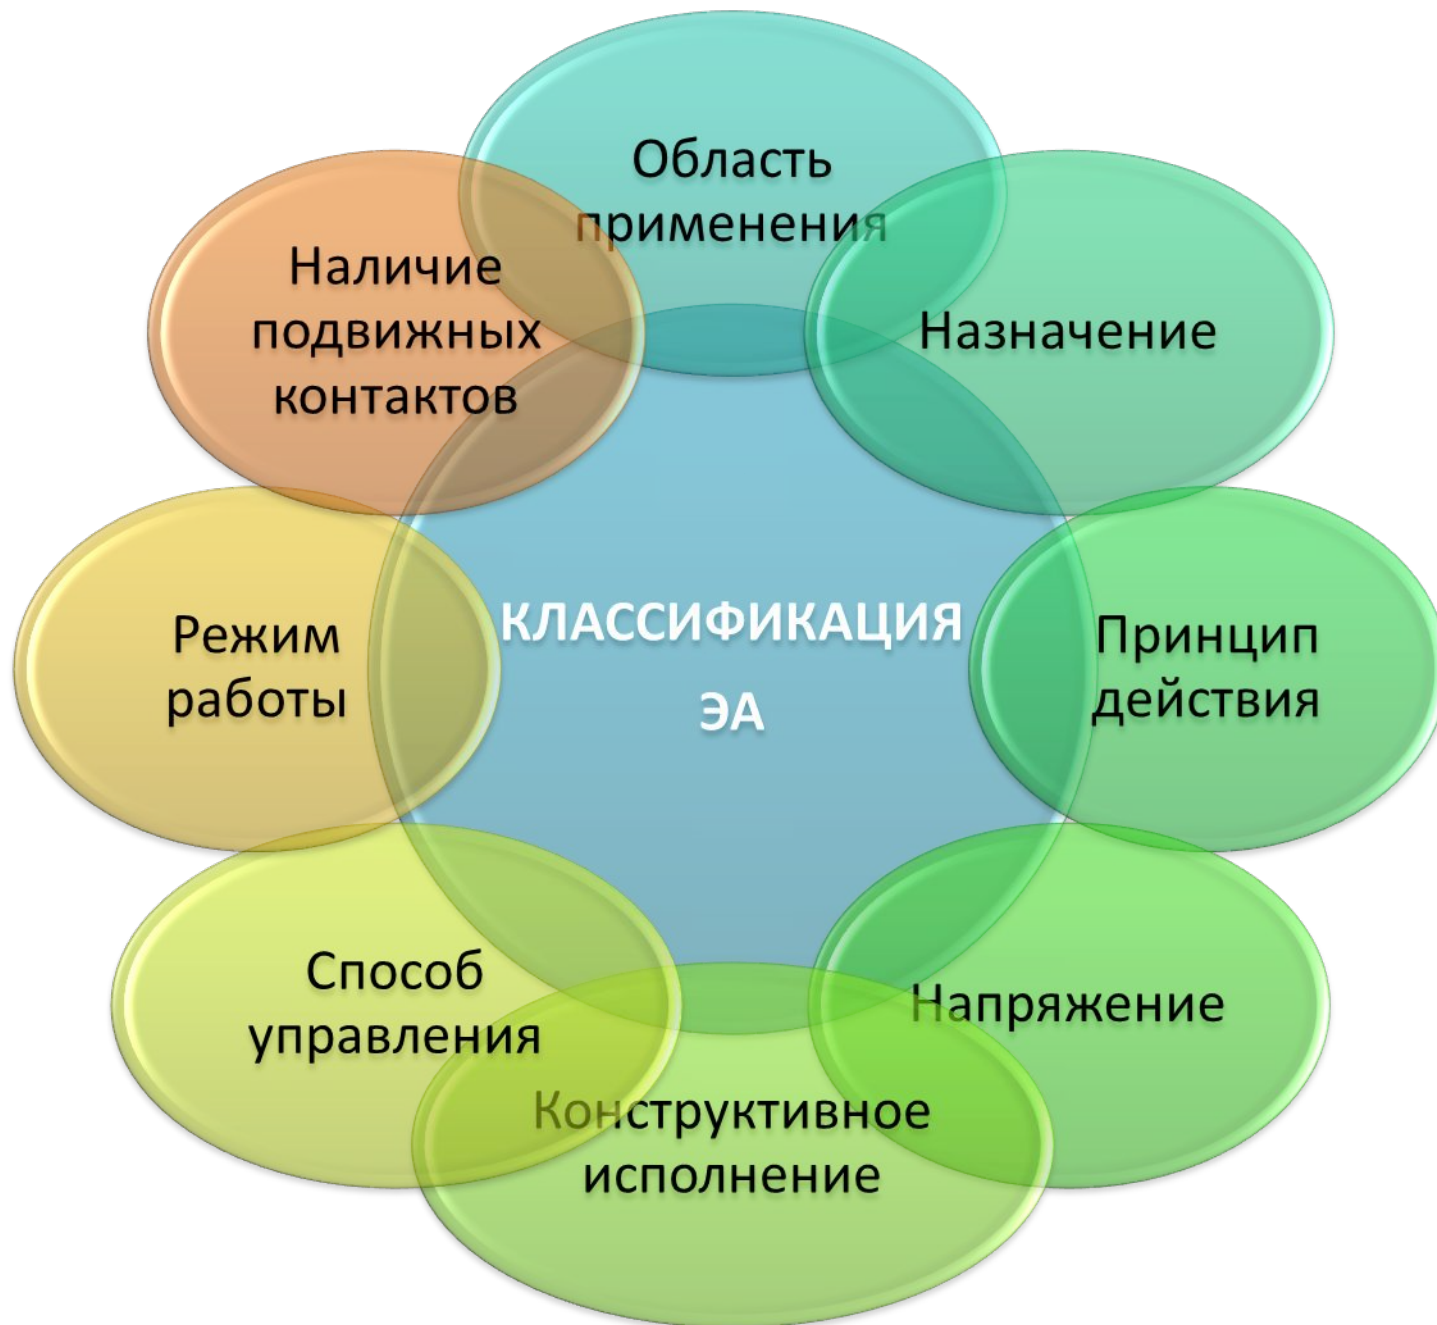 Область
применения
Назначение
Принцип
действия
Напряжение
Конструктивное
исполнение
Способ
управления
Режим
работы
Наличие
подвижных
контактов
КЛАССИФИКАЦИЯ
ЭА